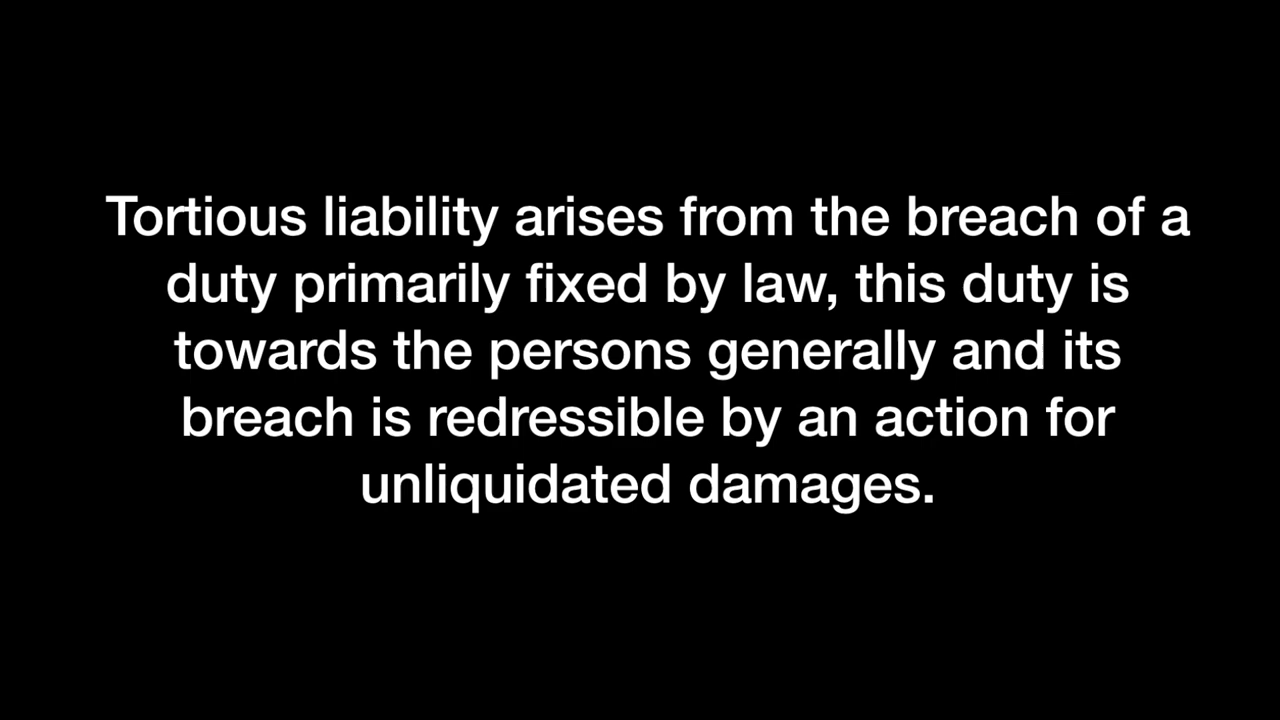 Tortious liability arises from the breach of a
duty primarily fixed by law, this duty is
towards the persons generally and its
breach is redressible by an action for
unliquidated damages.